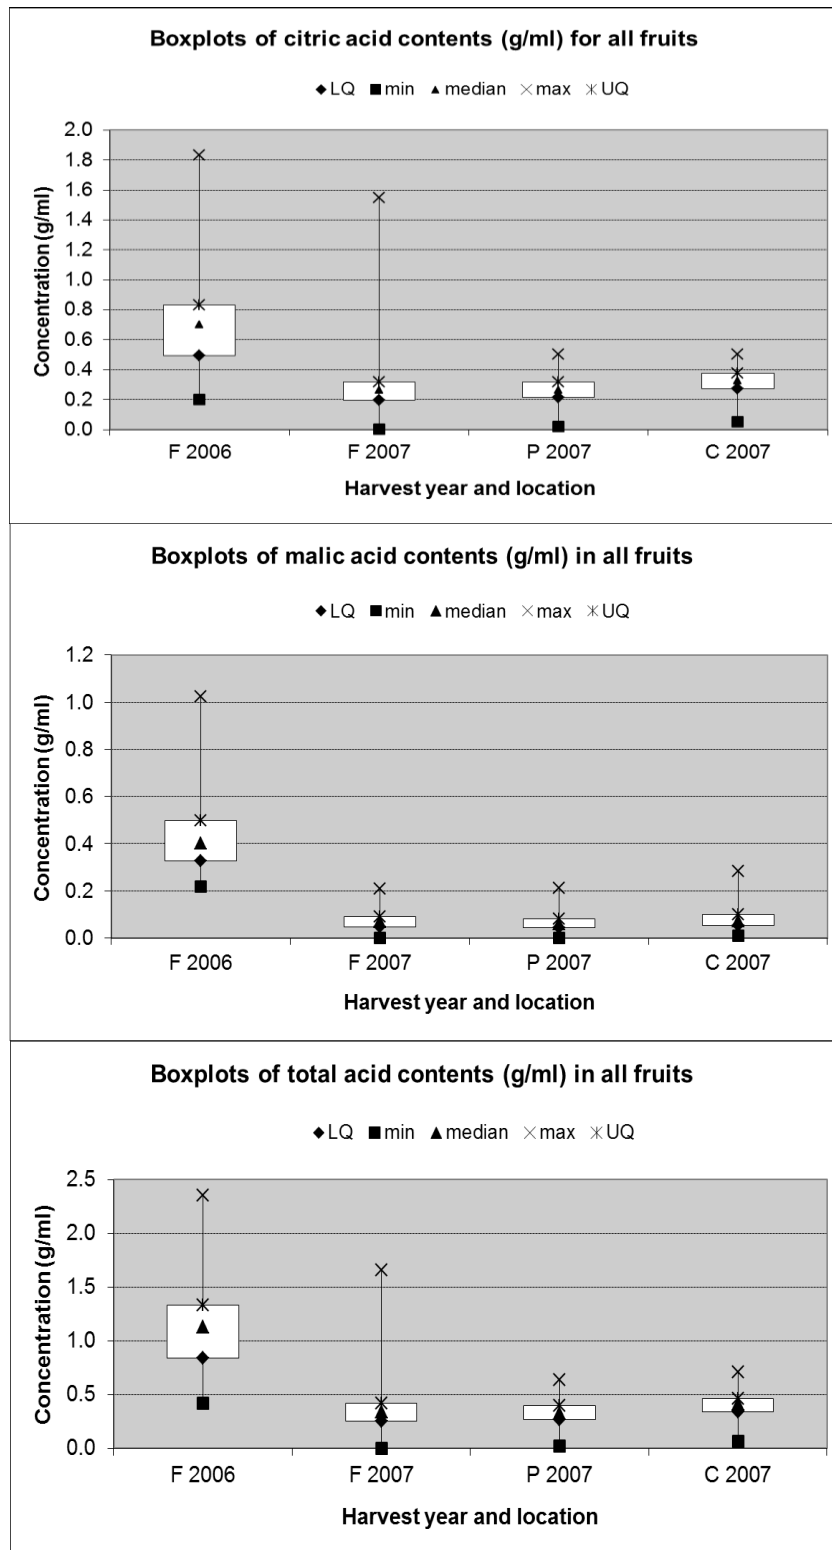 Boxplots of citric acid contents (g/ml) for all fruits
LQ min median max UQ
Concentration (g/ml)
2.0
1.8
1.6
1.4
1.2
1.0
0.8
0.6
0.4
0.2
0.0
F 2006 F 2007 P 2007 C 2007
Harvest year and location
Boxplots of malic acid contents (g/ml) in all fruits
LQ min median max UQ
Concentration (g/ml)
1.2
1.0
0.8
0.6
0.4
0.2
0.0
F 2006 F 2007 P 2007 C 2007
Harvest year and location
Boxplots of total acid contents (g/ml) in all fruits
LQ min median max UQ
Concentration (g/ml)
2.5
2.0
1.5
1.0
0.5
0.0
F 2006 F 2007 P 2007 C 2007
Harvest year and location